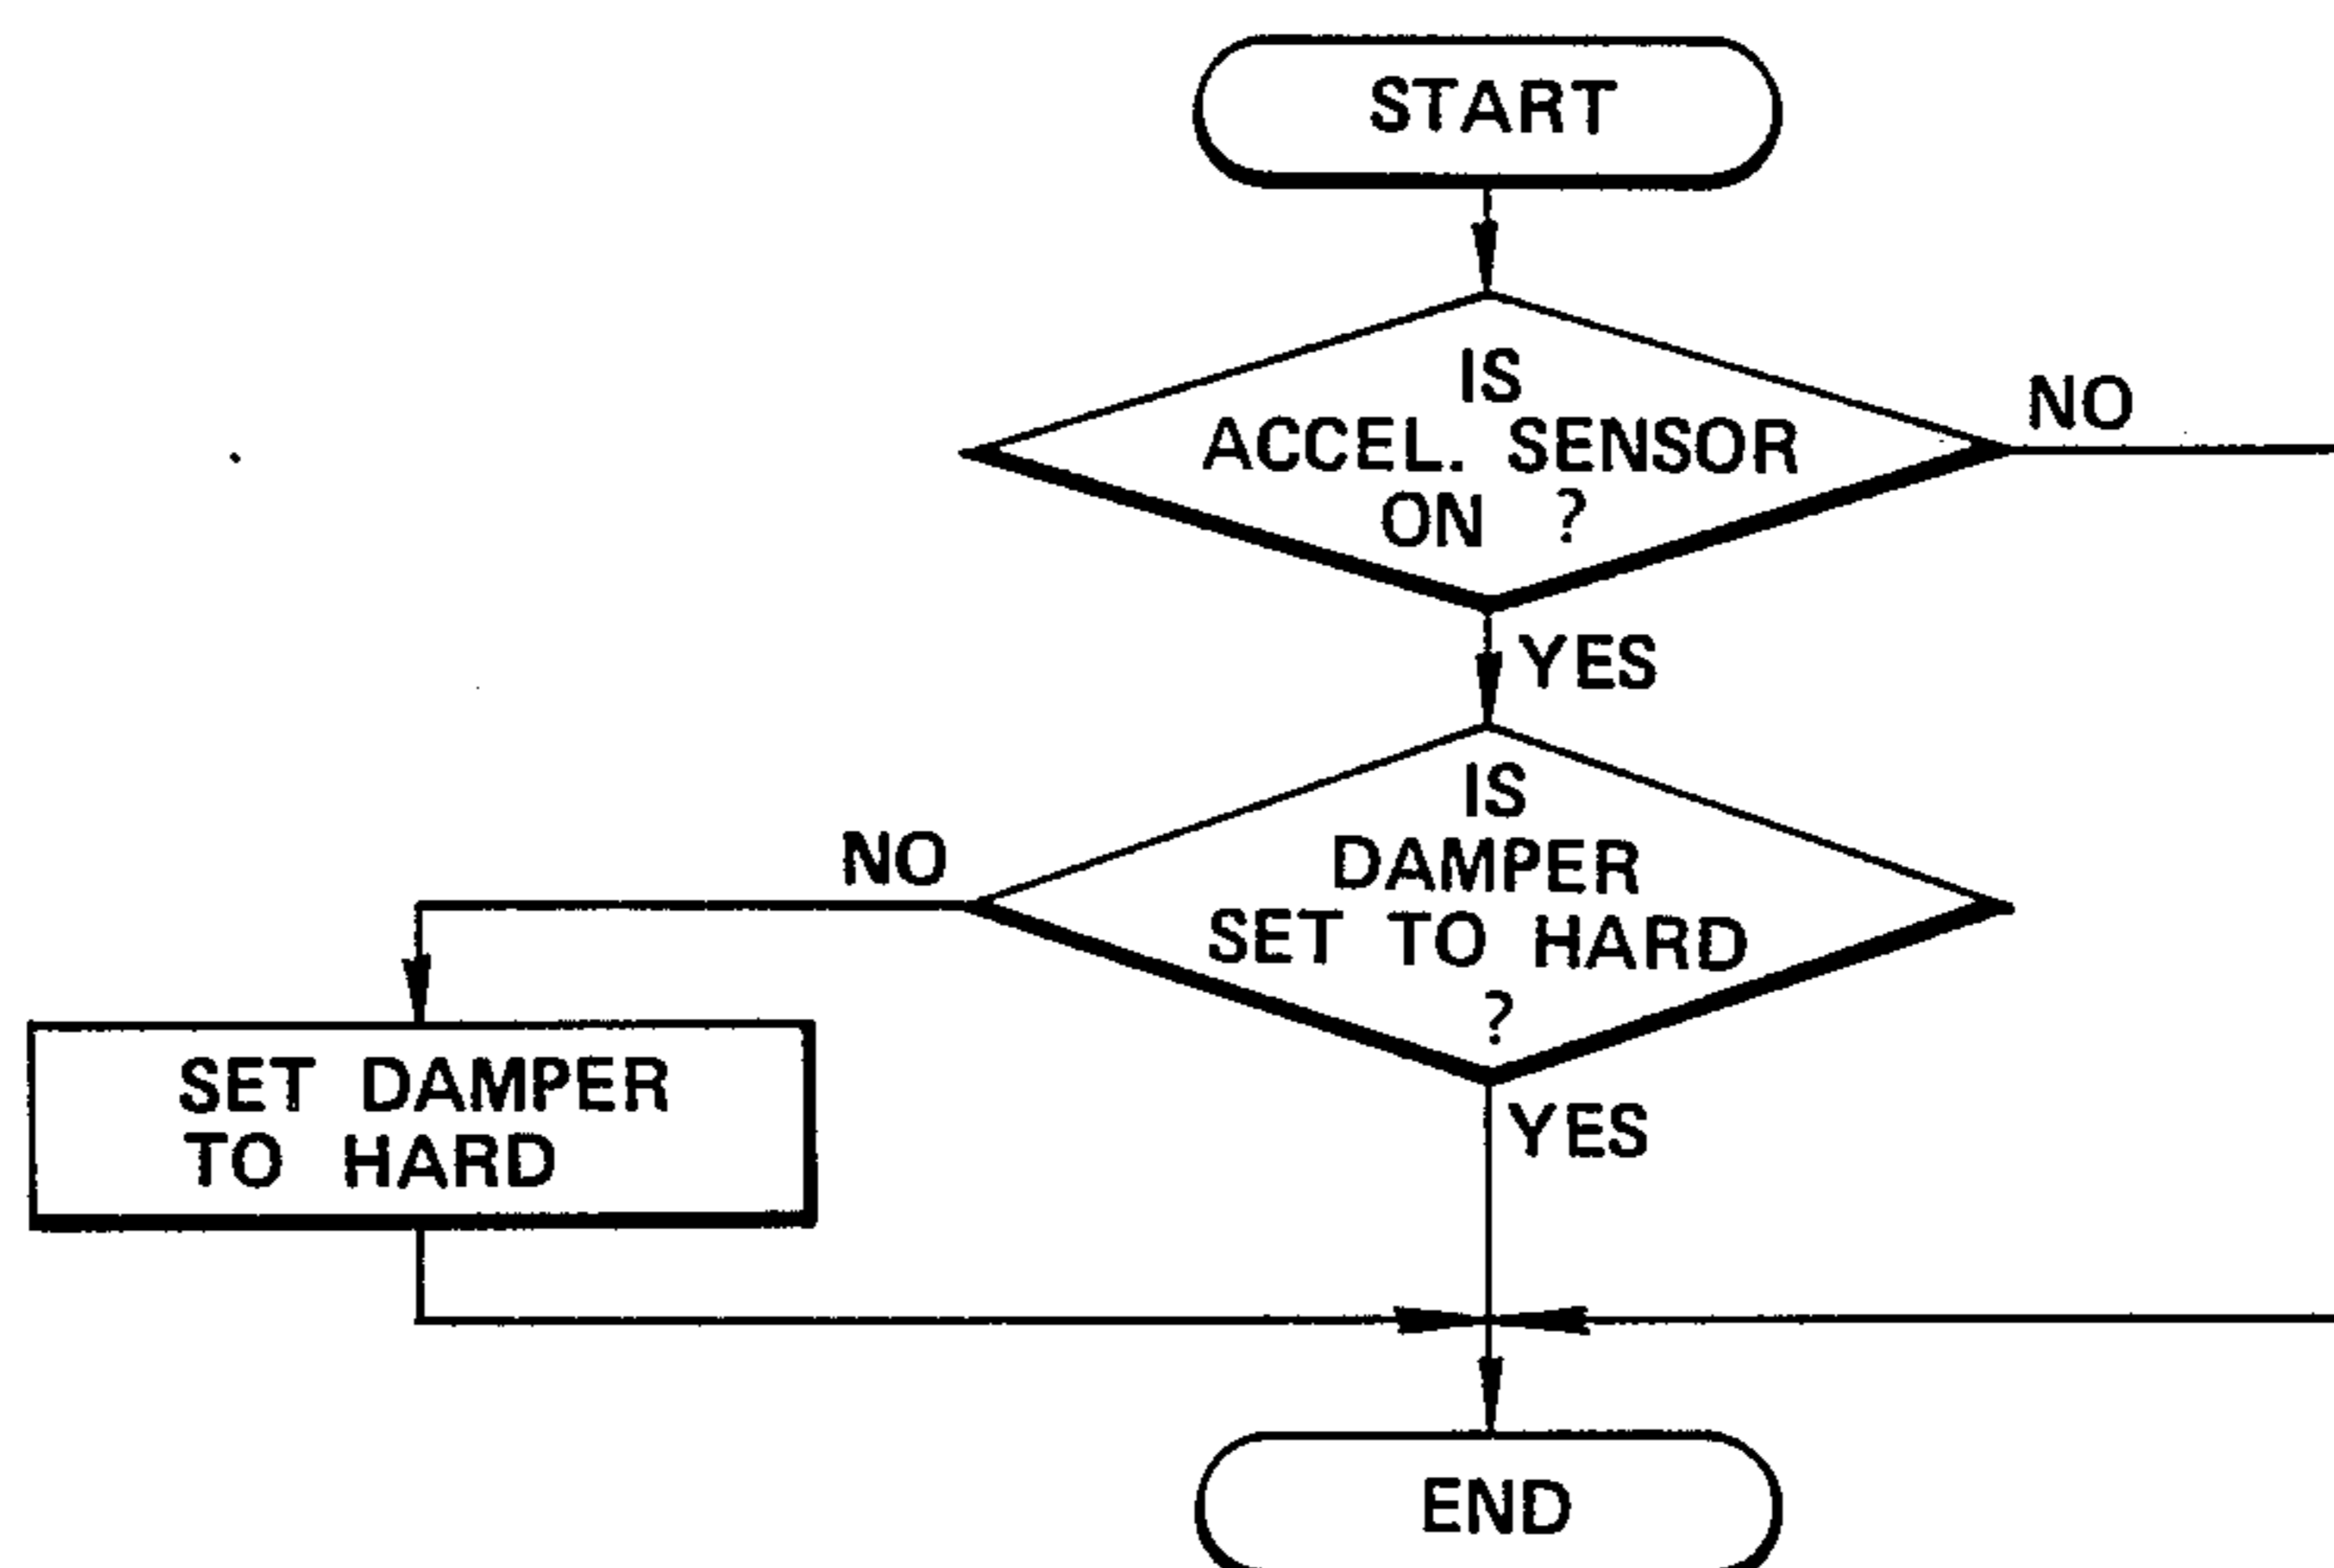 START
IS
ACCEL. SENSOR
ON ?
NO
YES
IS
DAMPER
SET TO HARD
?
NO
YES
SET DAMPER
TO HARD
END